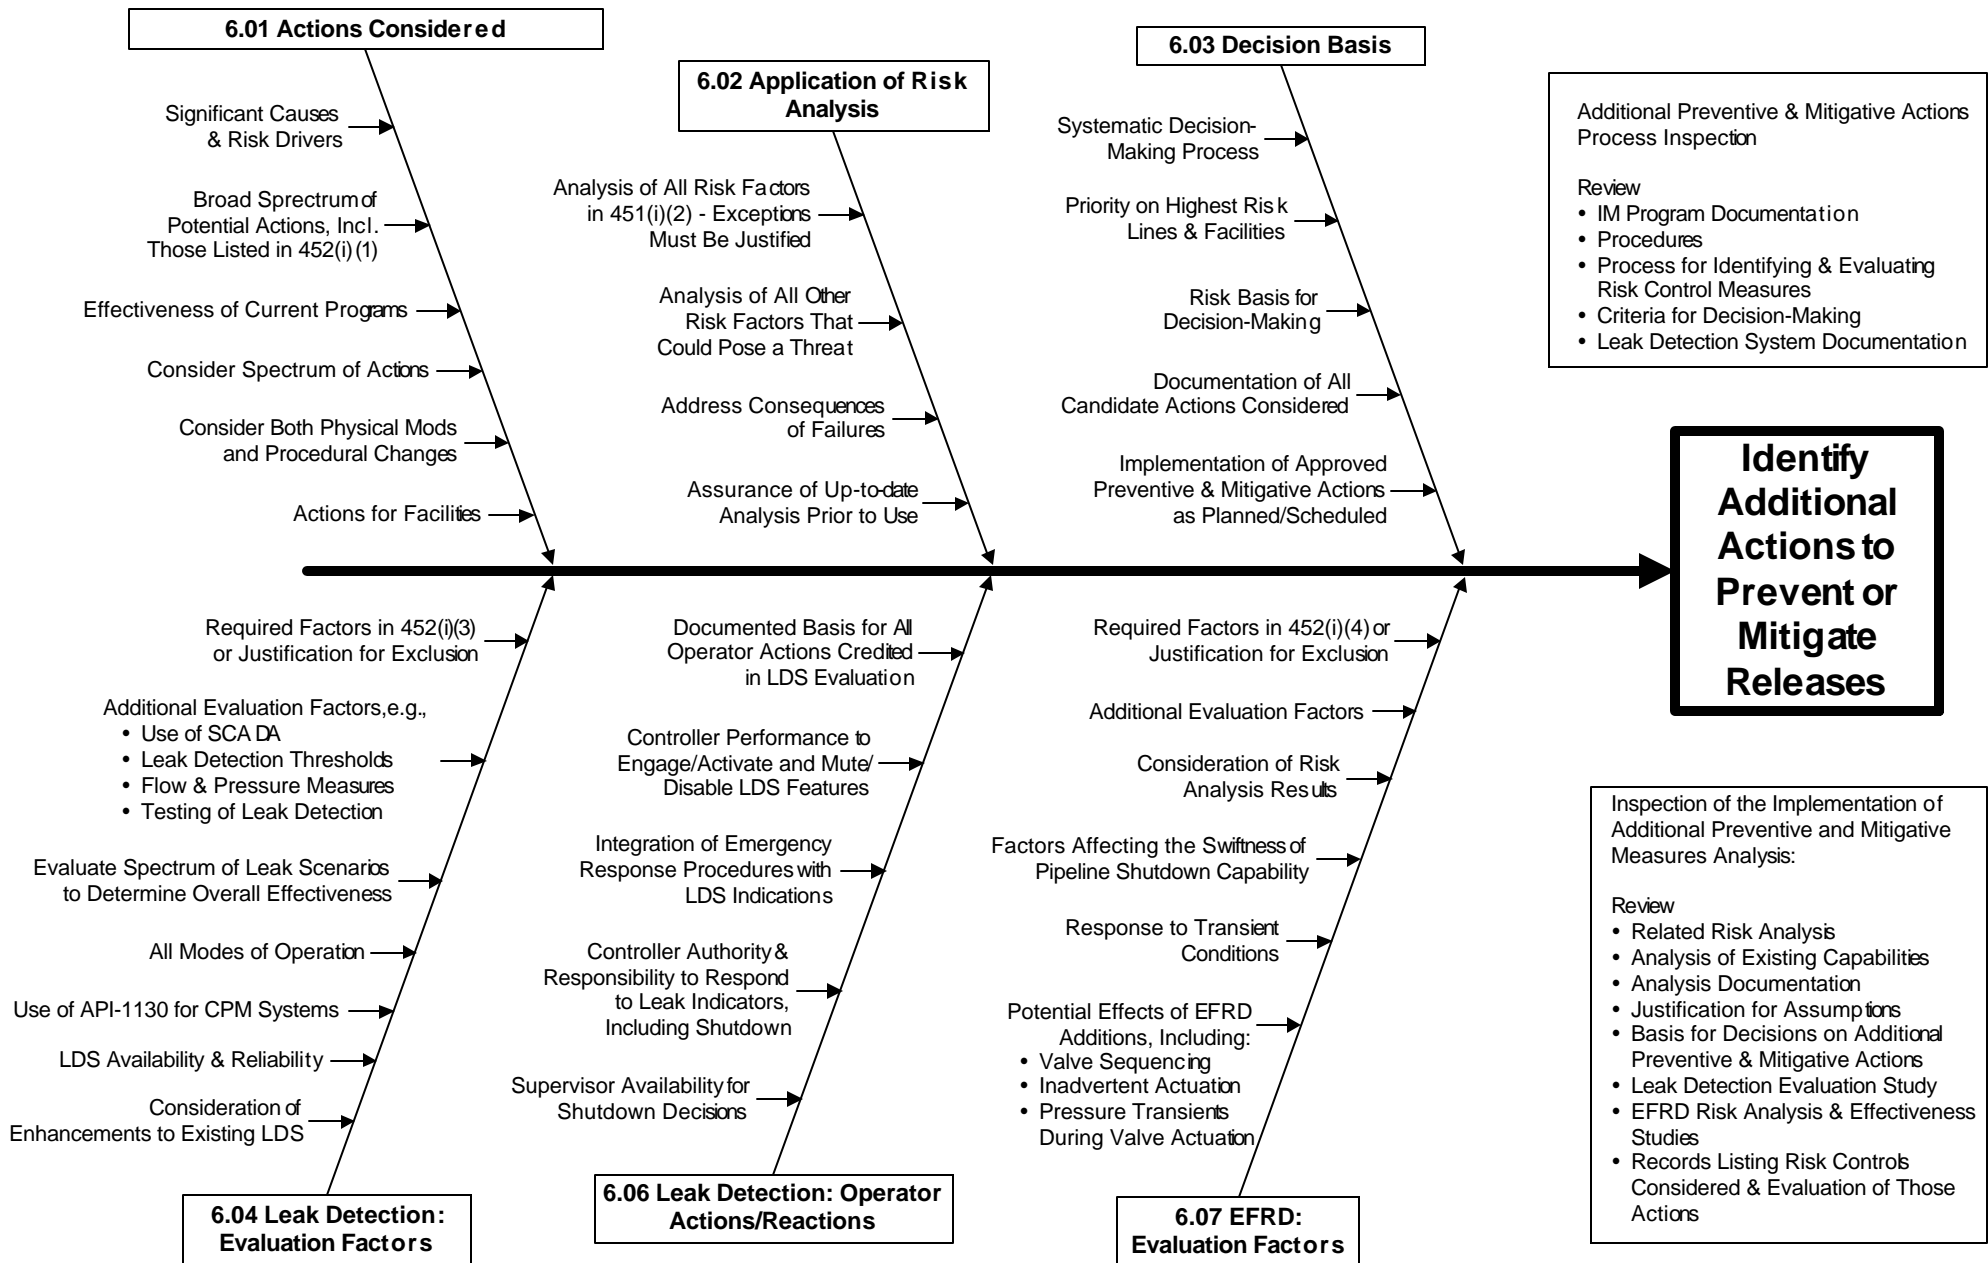 6.01 Actions Considered
Significant Causes
& Risk Drivers
Broad Sprectrum of
Potential Actions, Incl.
Those Listed in 452(i)(1)
Effectiveness of Current Programs
Consider Spectrum of Actions
Consider Both Physical Mods
and Procedural Changes
Actions for Facilities
6.02 Application of Risk
Analysis
Analysis of All Risk Factors
in 451(i)(2) - Exceptions
Must Be Justified
Analysis of All Other
Risk Factors That
Could Pose a Threat
Address Consequences
of Failures
Assurance of Up-to-date
Analysis Prior to Use
6.03 Decision Basis
Systematic Decision-
Making Process
Priority on Highest Risk
Lines & Facilities
Risk Basis for
Decision-Making
Documentation of All
Candidate Actions Considered
Implementation of Approved
Preventive & Mitigative Actions
as Planned/Scheduled
Additional Preventive & Mitigative Actions
Process Inspection
Review
• IM Program Documentation
• Procedures
• Process for Identifying & Evaluating
Risk Control Measures
• Criteria for Decision-Making
• Leak Detection System Documentation
Identify
Additional
Actions to
Prevent or
Mitigate
Releases
Required Factors in 452(i)(3)
or Justification for Exclusion
Additional Evaluation Factors,e.g.,
• Use of SCADA
• Leak Detection Thresholds
• Flow & Pressure Measures
• Testing of Leak Detection
Evaluate Spectrum of Leak Scenarios
to Determine Overall Effectiveness
All Modes of Operation
Use of API-1130 for CPM Systems
LDS Availability & Reliability
Consideration of
Enhancements to Existing LDS
6.04 Leak Detection:
Evaluation Factors
Documented Basis for All
Operator Actions Credited
in LDS Evaluation
Controller Performance to
Engage/Activate and Mute/
Disable LDS Features
Integration of Emergency
Response Procedures with
LDS Indications
Controller Authority &
Responsibility to Respond
to Leak Indicators,
Including Shutdown
Supervisor Availability for
Shutdown Decisions
6.06 Leak Detection: Operator
Actions/Reactions
Required Factors in 452(i)(4) or
Justification for Exclusion
Additional Evaluation Factors
Consideration of Risk
Analysis Results
Factors Affecting the Swiftness of
Pipeline Shutdown Capability
Response to Transient
Conditions
Potential Effects of EFRD
Additions, Including:
• Valve Sequencing
• Inadvertent Actuation
• Pressure Transients
During Valve Actuation
6.07 EFRD:
Evaluation Factors
Inspection of the Implementation of
Additional Preventive and Mitigative
Measures Analysis:
Review
• Related Risk Analysis
• Analysis of Existing Capabilities
• Analysis Documentation
• Justification for Assumptions
• Basis for Decisions on Additional
Preventive & Mitigative Actions
• Leak Detection Evaluation Study
• EFRD Risk Analysis & Effectiveness
Studies
• Records Listing Risk Controls
Considered & Evaluation of Those
Actions